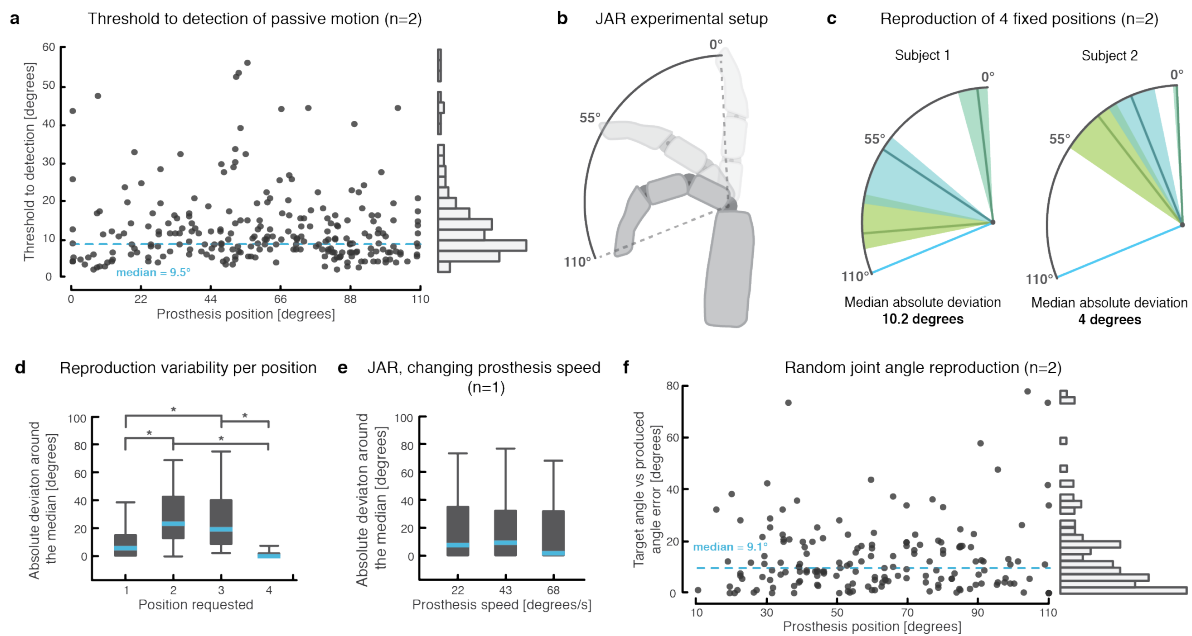 a
Threshold to detection of passive motion (n=2)
Threshold to detection [degrees]
60
50
40
30
20
10
0
median = 9.5°
0
22
44
66
88
110
Prosthesis position [degrees]
b
JAR experimental setup
0°
55°
110°
c
Reproduction of 4 fixed positions (n=2)
Subject 1
0°
55°
110°
Median absolute deviation
10.2 degrees
Subject 2
0°
55°
110°
Median absolute deviation
4 degrees
d
Reproduction variability per position
Absolute deviaton around
the median [degrees]
100
80
60
40
20
0
*
*
*
*
1
2
3
4
Position requested
e
JAR, changing prosthesis speed
(n=1)
Absolute deviation around
the median [degrees]
100
80
60
40
20
0
22
43
68
Prosthesis speed [degrees/s]
f
Random joint angle reproduction (n=2)
Target angle vs produced
angle error [degrees]
80
60
40
20
0
median = 9.1°
10
30
50
70
90
110
Prosthesis position [degrees]